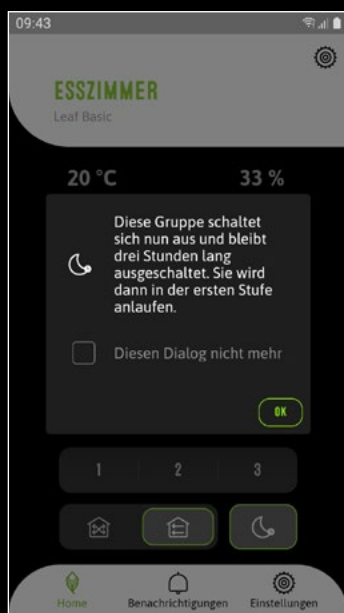 09:43
ESSZIMMER
Leaf Basic
20 °C
33 %
Diese Gruppe schaltet
sich nun aus und bleibt
drei Stunden lang
ausgeschaltet. Sie wird
dann in der ersten Stufe
anlaufen.
Diesen Dialog nicht mehr
OK
1 2 3
Home Benachrichtigungen Einstellungen